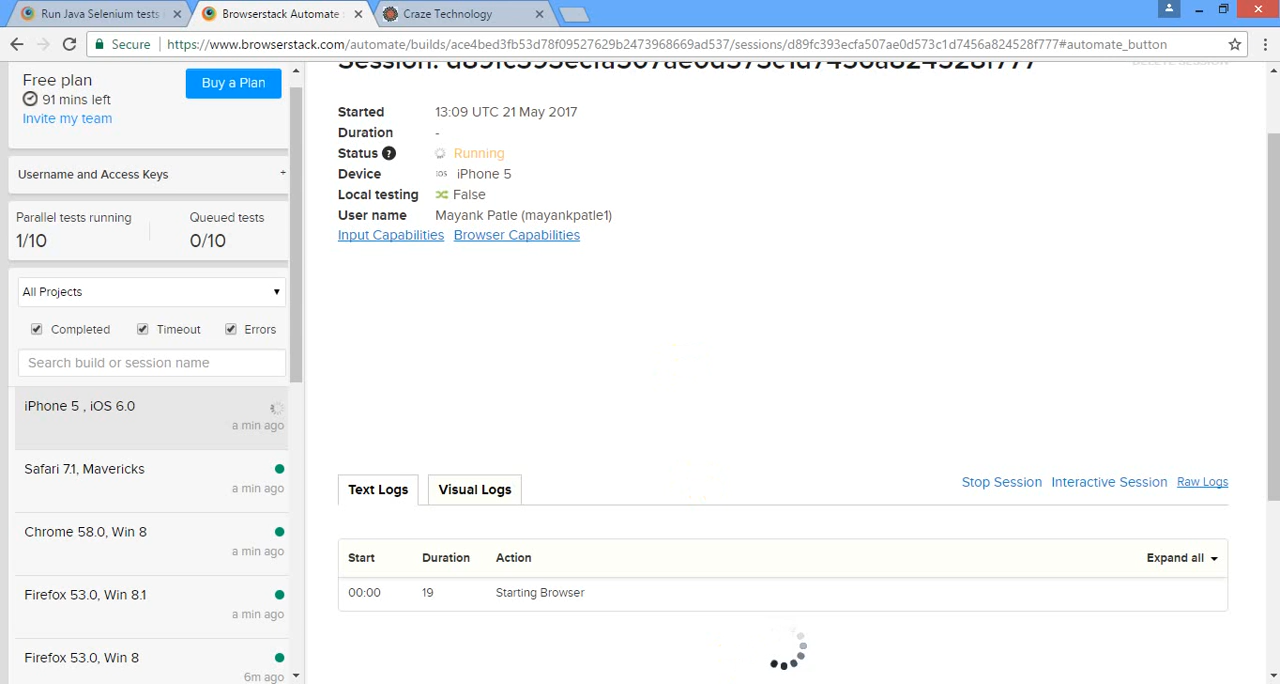 Run Java Selenium tests
Browserstack Automate
Craze Technology
Secure
https://www.browserstack.com/automate/builds/ace4bed3fb53d78f09527629b2473968669ad537/sessions/d89fc393ecfa507ae0d573c1d7456a824528f777#automate_button
Free plan
91 mins left
Invite my team
Buy a Plan
Username and Access Keys +
Parallel tests running
1/10
Queued tests
0/10
All Projects
Completed
Timeout
Errors
Search build or session name
iPhone 5 , iOS 6.0
a min ago
Safari 7.1, Mavericks
a min ago
Chrome 58.0, Win 8
a min ago
Firefox 53.0, Win 8.1
a min ago
Firefox 53.0, Win 8
6m ago
Session: d89fc393ecfa507ae0d573c1d7456a824528f777
DELETE SESSION
Started 13:09 UTC 21 May 2017
Duration -
Status ? Running
Device iOS iPhone 5
Local testing False
User name Mayank Patle (mayankpatle1)
Input Capabilities Browser Capabilities
Text Logs
Visual Logs
Stop Session Interactive Session Raw Logs
Start Duration Action Expand all
00:00 19 Starting Browser